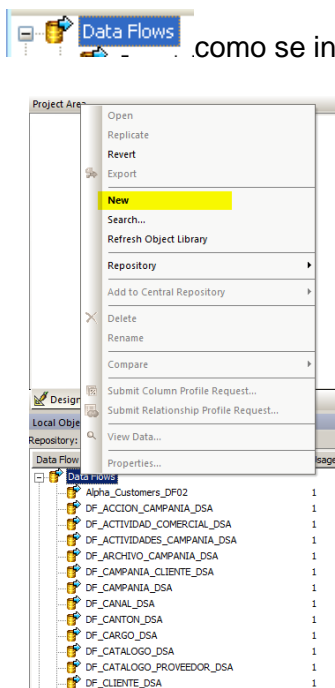 Data Flows como se in
Project Area
Open
Replicate
Revert
Export
New
Search...
Refresh Object Library
Repository
Add to Central Repository
Delete
Rename
Compare
Submit Column Profile Request...
Submit Relationship Profile Request...
View Data...
Properties...
Design
Local Obje
Repository:
Data Flow sage
Data Flows
Alpha_Customers_DF02 1
DF_ACCION_CAMPANIA_DSA 1
DF_ACTIVIDAD_COMERCIAL_DSA 1
DF_ACTIVIDADES_CAMPANIA_DSA 1
DF_ARCHIVO_CAMPANIA_DSA 1
DF_CAMPANIA_CLIENTE_DSA 1
DF_CAMPANIA_DSA 1
DF_CANAL_DSA 1
DF_CANTON_DSA 1
DF_CARGO_DSA 1
DF_CATALOGO_DSA 1
DF_CATALOGO_PROVEEDOR_DSA 1
DF_CLIENTE_DSA 1